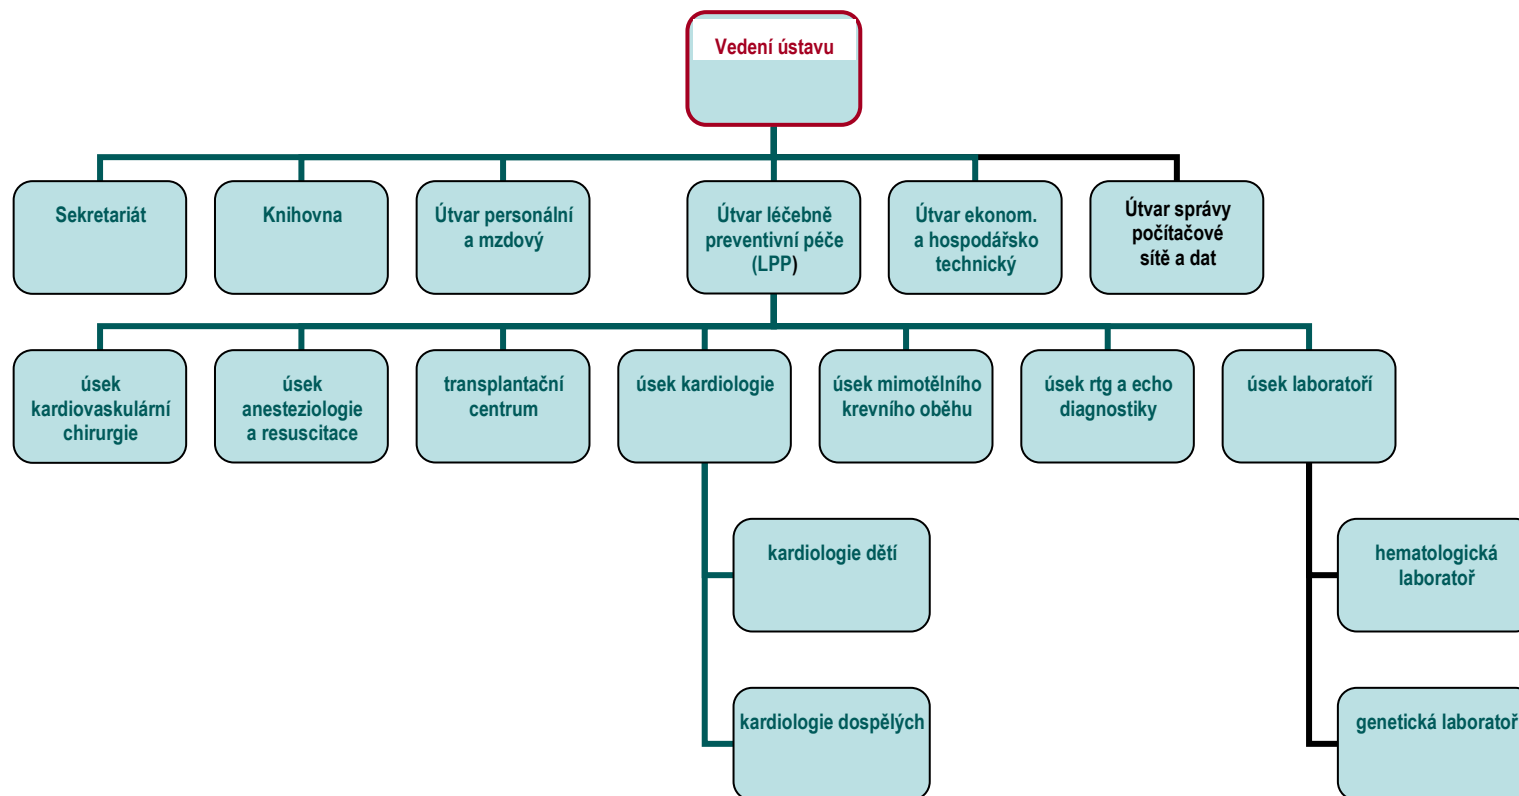 Vedení ústavu
Sekretariát
Knihovna
Útvar personální
a mzdový
Útvar léčebně
preventivní péče
(LPP)
Útvar ekonom.
a hospodářsko
technický
Útvar správy
počítačové
sítě a dat
úsek
kardiovaskulární
chirurgie
úsek
anesteziologie
a resuscitace
transplantační
centrum
úsek kardiologie
úsek mimotělního
krevního oběhu
úsek rtg a echo
diagnostiky
úsek laboratoří
kardiologie dětí
hematologická
laboratoř
kardiologie dospělých
genetická laboratoř